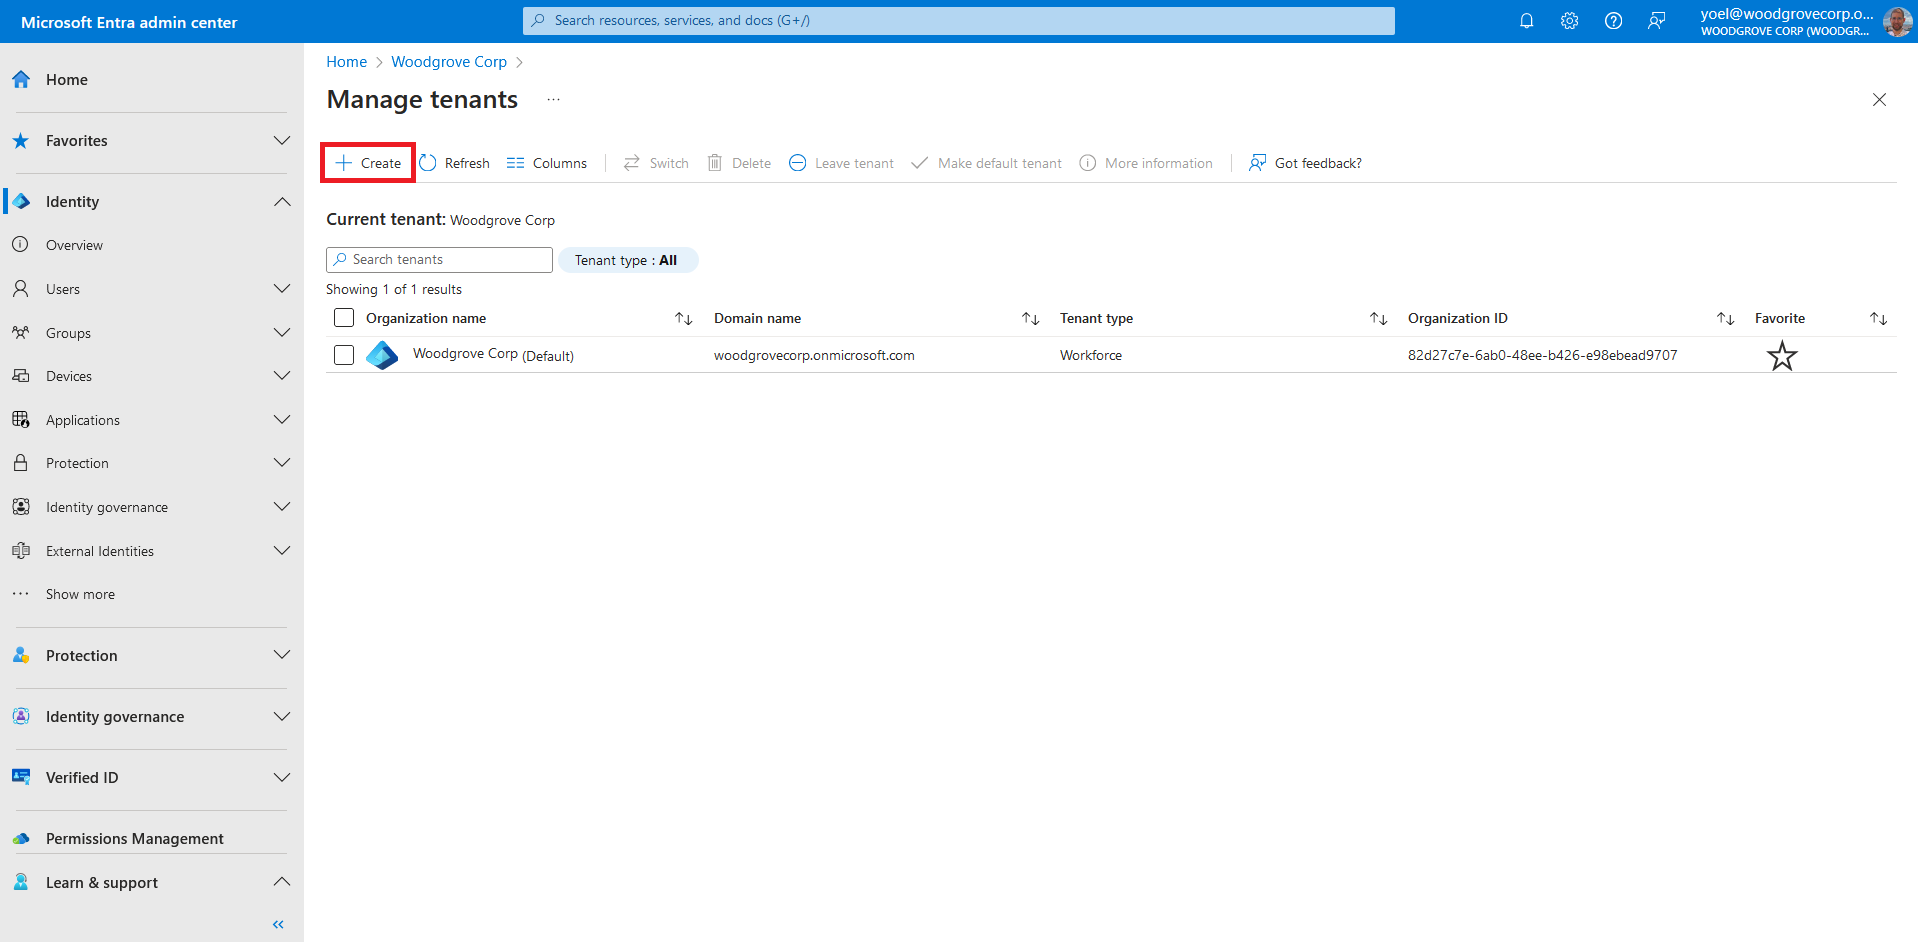 Microsoft Entra admin center
Search resources, services, and docs (G+/)
yoel@woodgrovecorp.o...
WOODGROVE CORP (WOODGR...
Home
Favorites
Identity
Overview
Users
Groups
Devices
Applications
Protection
Identity governance
External Identities
Show more
Protection
Identity governance
Verified ID
Permissions Management
Learn & support
Home > Woodgrove Corp >
Manage tenants ...
Create Refresh Columns Switch Delete Leave tenant Make default tenant More information Got feedback?
Current tenant: Woodgrove Corp
Search tenants Tenant type : All
Showing 1 of 1 results
Organization name Domain name Tenant type Organization ID Favorite
Woodgrove Corp (Default) woodgrovecorp.onmicrosoft.com Workforce 82d27c7e-6ab0-48ee-b426-e98ebead9707